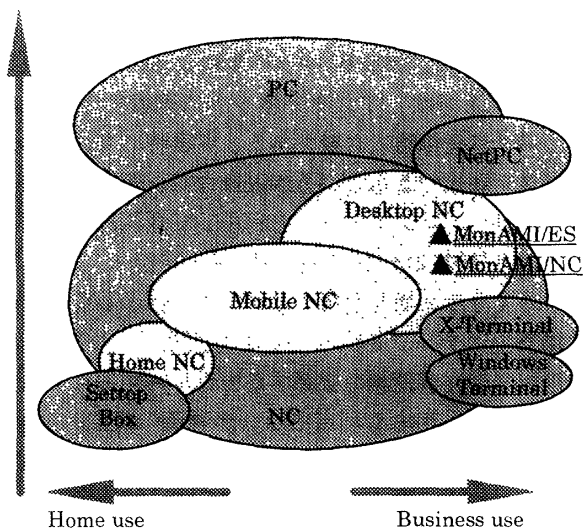 PC
NetPC
Desktop NC
MonAMI/ES
MonAMI/NC
Mobile NC
X-Terminal
Home NC
Windows
Terminal
Settop
Box
NC
Home use
Business use